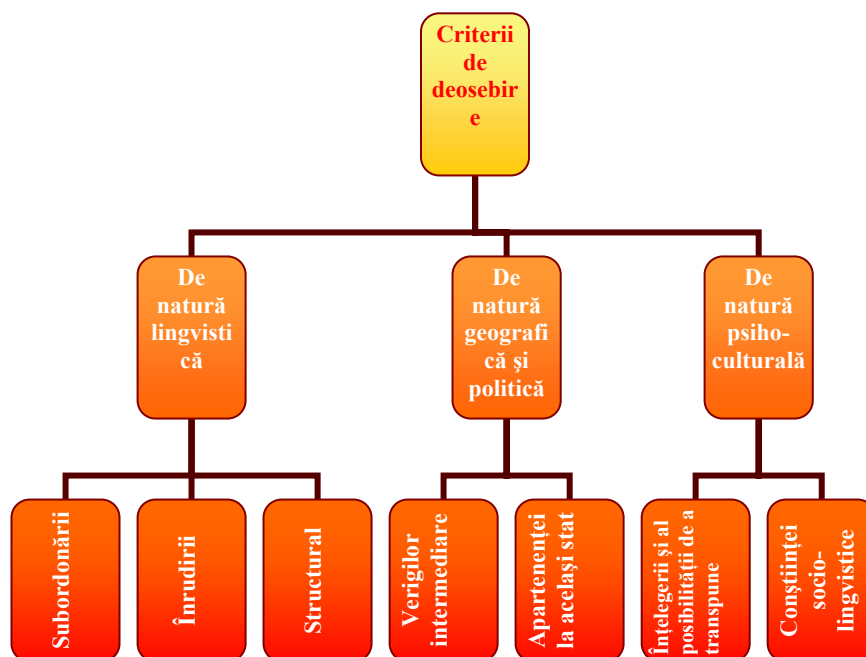 Criterii
de
deosebir
e
De
natură
lingvisti
că
De
natură
geografi
că şi
politică
De
natură
psiho-
culturală
Subordonării
Înrudirii
Structural
Verigilor
intermediare
Apartenenței
la același stat
Înțelegerii și al
posibilității de a
transpune
Conștiinței
socio-
lingvistice